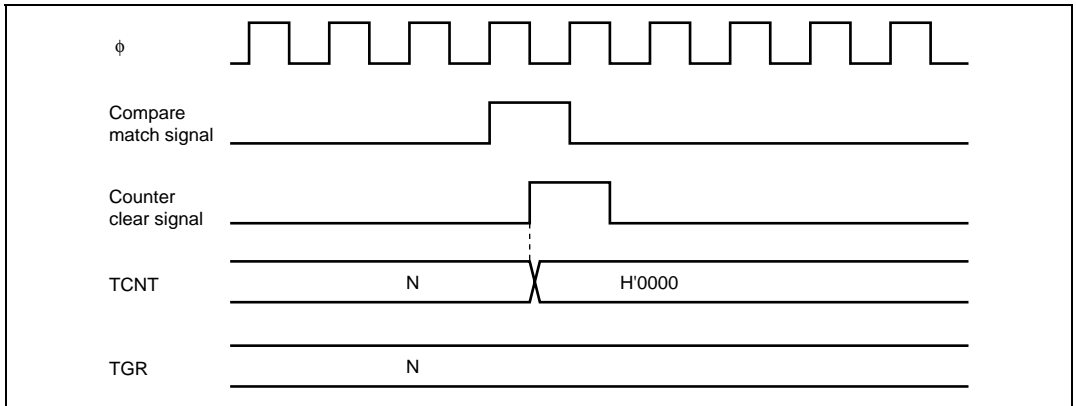 ϕ
Compare
match signal
Counter
clear signal
TCNT N H'0000
TGR N